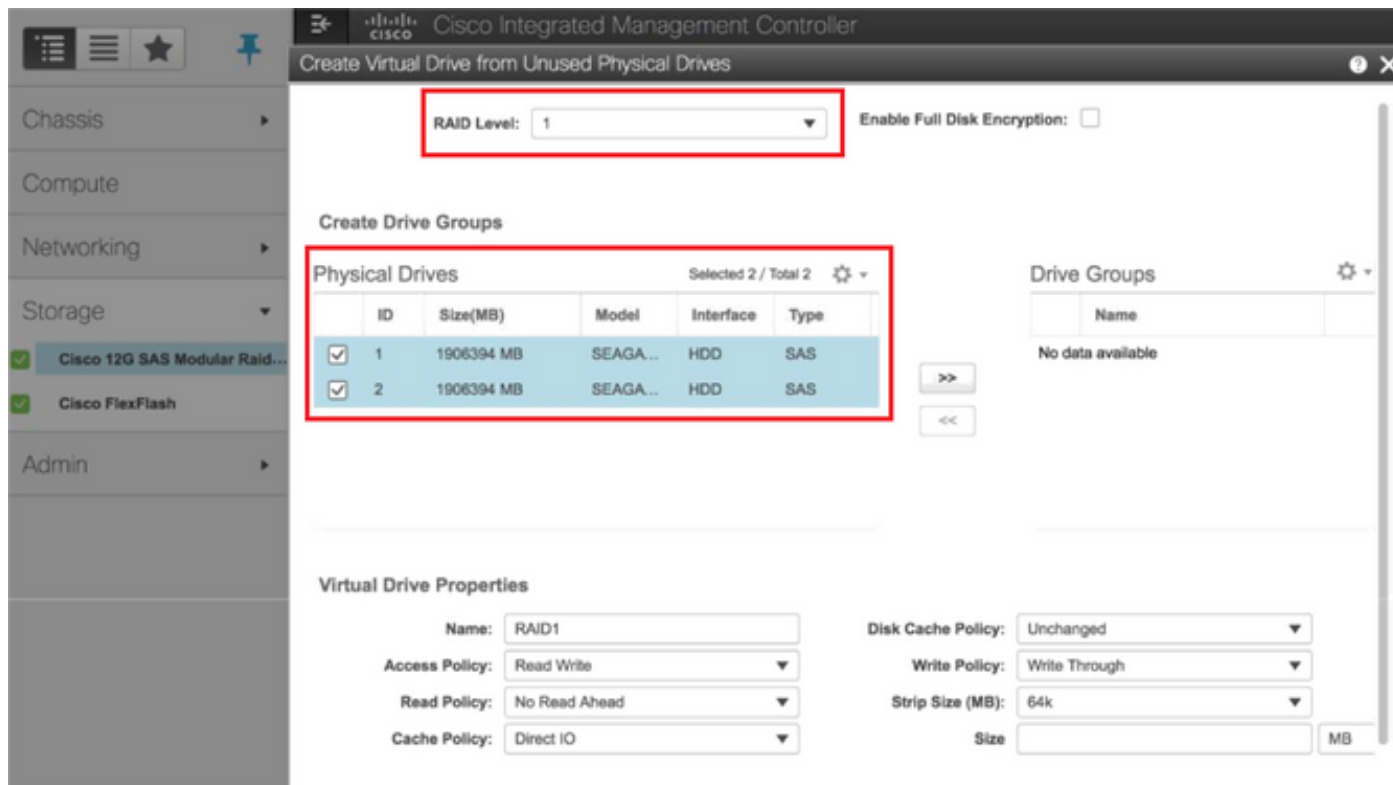 CISCO Cisco Integrated Management Controller
Create Virtual Drive from Unused Physical Drives
Chassis
Compute
Networking
Storage
Cisco 12G SAS Modular Raid...
Cisco FlexFlash
Admin
RAID Level: 1
Enable Full Disk Encryption:
Create Drive Groups
Physical Drives Selected 2 / Total 2
ID Size(MB) Model Interface Type
1 1906394 MB SEAGA... HDD SAS
2 1906394 MB SEAGA... HDD SAS
>>
<<
Drive Groups
Name
No data available
Virtual Drive Properties
Name: RAID1
Access Policy: Read Write
Read Policy: No Read Ahead
Cache Policy: Direct IO
Disk Cache Policy: Unchanged
Write Policy: Write Through
Strip Size (MB): 64k
Size MB